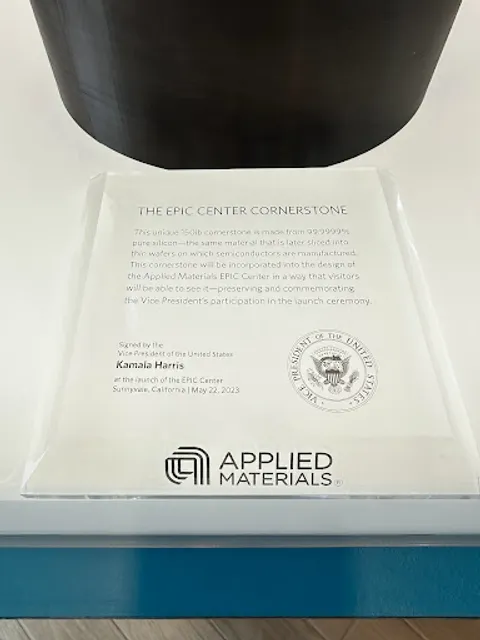 THE EPIC CENTER CORNERSTONE
This unique 150lb cornerstone is made from 99.9999%
pure silicon—the same material that is later sliced into
thin wafers on which semiconductors are manufactured.
This cornerstone will be incorporated into the design of
the Applied Materials EPIC Center in a way that visitors
will be able to see it—preserving and commemorating
the Vice President's participation in the launch ceremony.
Signed by the
Vice President of the United States
Kamala Harris
at the launch of the EPIC Center
Sunnyvale, California | May 22, 2023
VICE PRESIDENT OF THE UNITED STATES
APPLIED
MATERIALS®